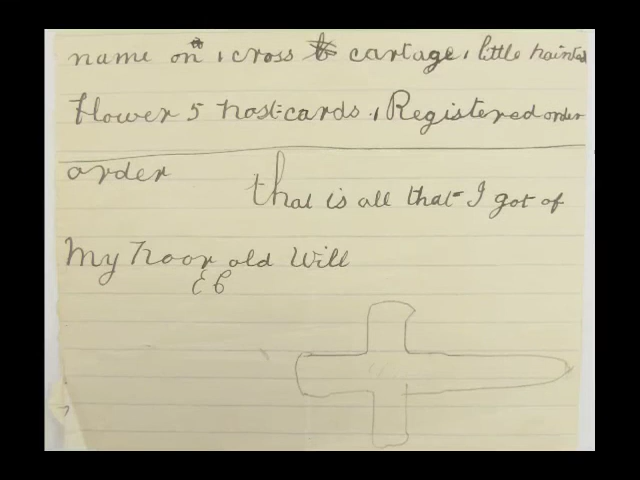 name on 1 cross cartage, 1 little painted
flower 5 post-cards. 1 Registered order
order
that is all that I got of
My Poor old Will
E C